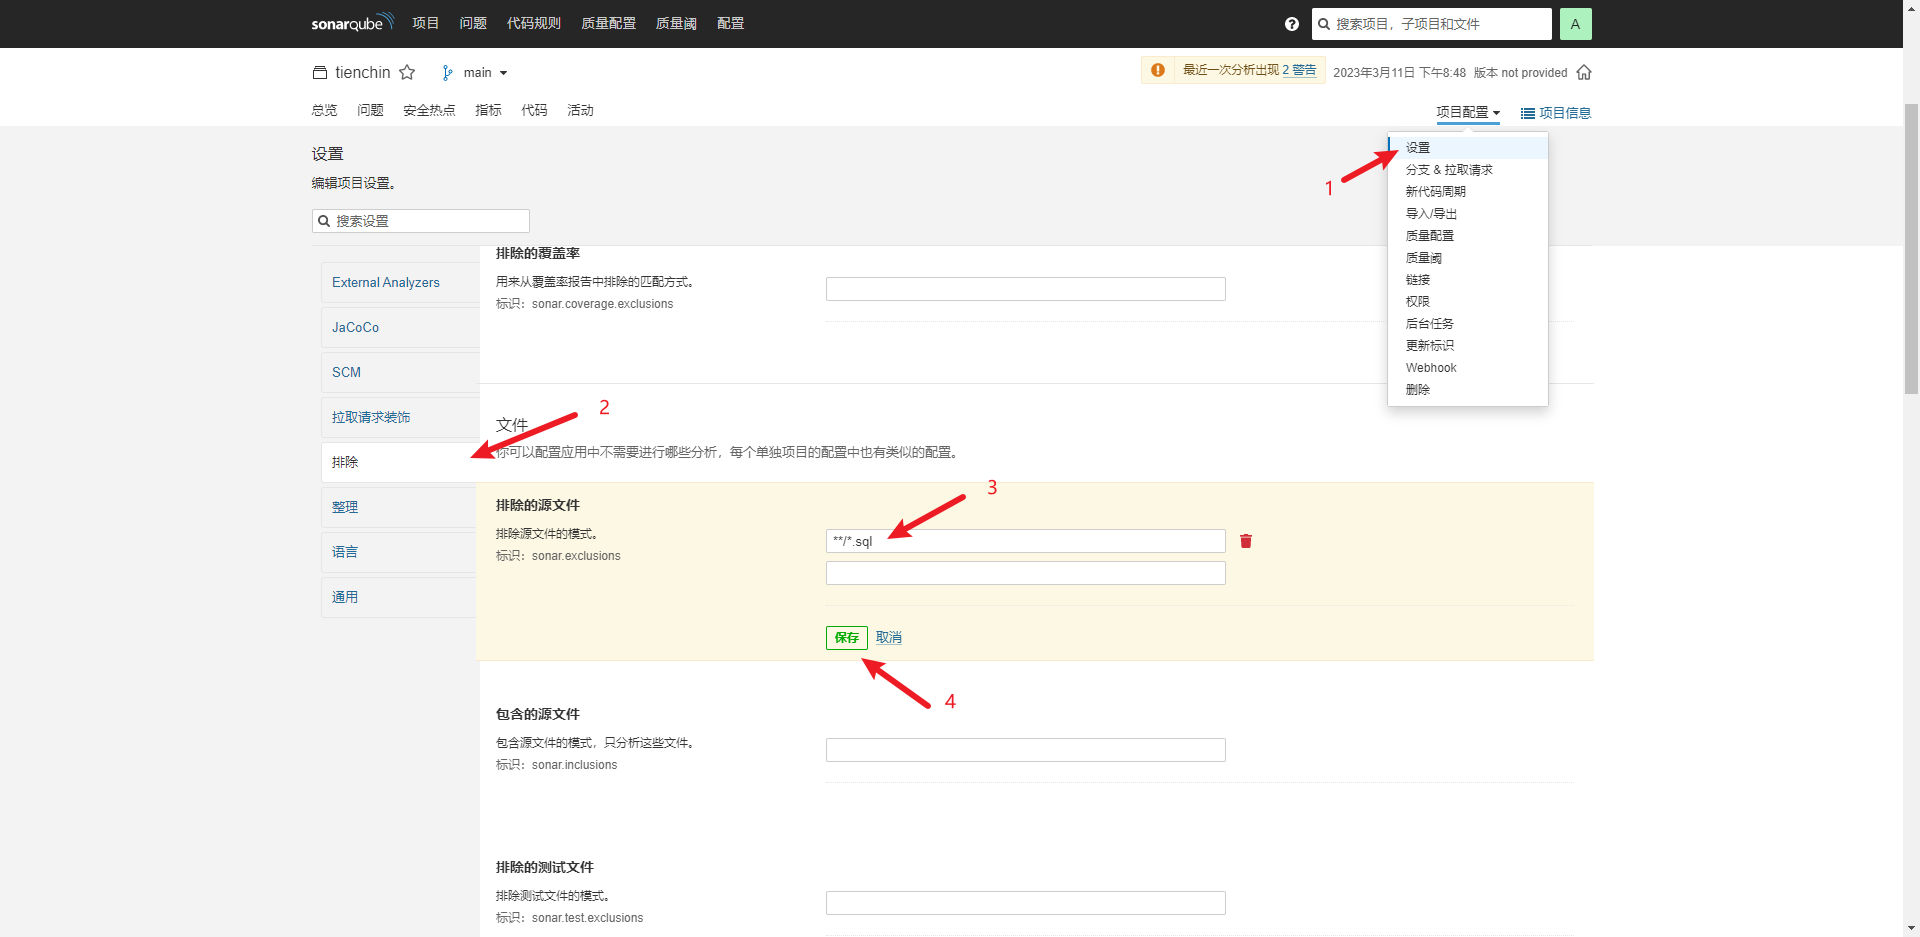 sonarqube 项目 问题 代码规则 质量配置 质量阈 配置 搜索项目，子项目和文件 A
tienchin main 最近一次分析出现 2 警告 2023年3月11日 下午8:48 版本 not provided
总览 问题 安全热点 指标 代码 活动 项目配置 项目信息
设置
编辑项目设置。
搜索设置
设置
分支 & 拉取请求
新代码周期
导入/导出
质量配置
质量阈
链接
权限
后台任务
更新标识
Webhook
删除
1
External Analyzers
JaCoCo
SCM
拉取请求装饰
排除
整理
语言
通用
2
排除的覆盖率
用来从覆盖率报告中排除的匹配方式。
标识：sonar.coverage.exclusions
文件
你可以配置应用中不需要进行哪些分析，每个单独项目的配置中也有类似的配置。
排除的源文件
排除源文件的模式。
标识：sonar.exclusions
**/*.sql
3
保存 取消
4
包含的源文件
包含源文件的模式，只分析这些文件。
标识：sonar.inclusions
排除的测试文件
排除测试文件的模式。
标识：sonar.test.exclusions